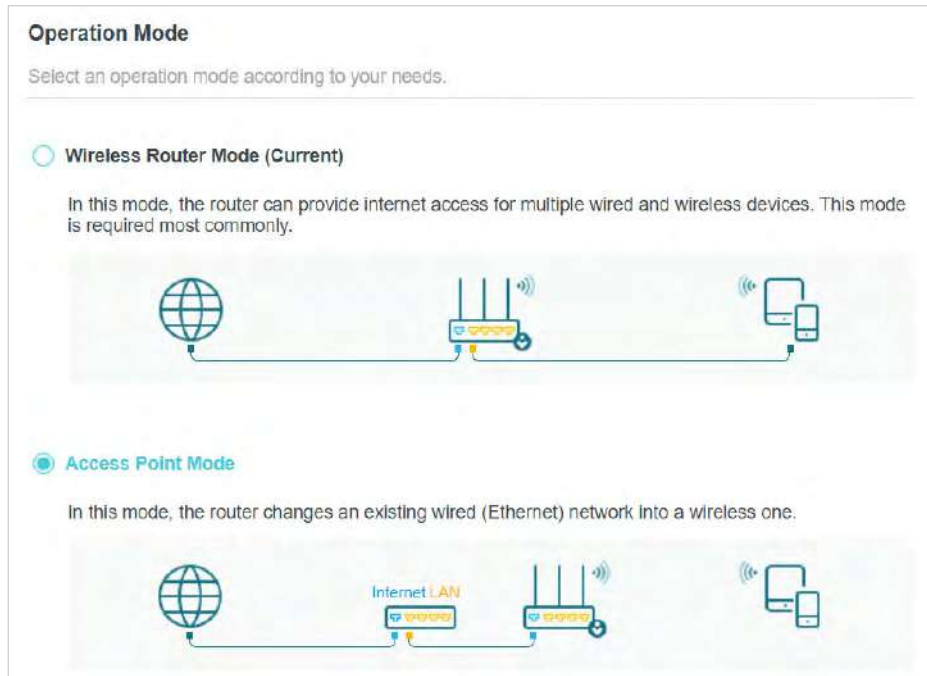 Operation Mode
Select an operation mode according to your needs.
Wireless Router Mode (Current)
In this mode, the router can provide internet access for multiple wired and wireless devices. This mode
is required most commonly.
Access Point Mode
In this mode, the router changes an existing wired (Ethernet) network into a wireless one.
Internet LAN